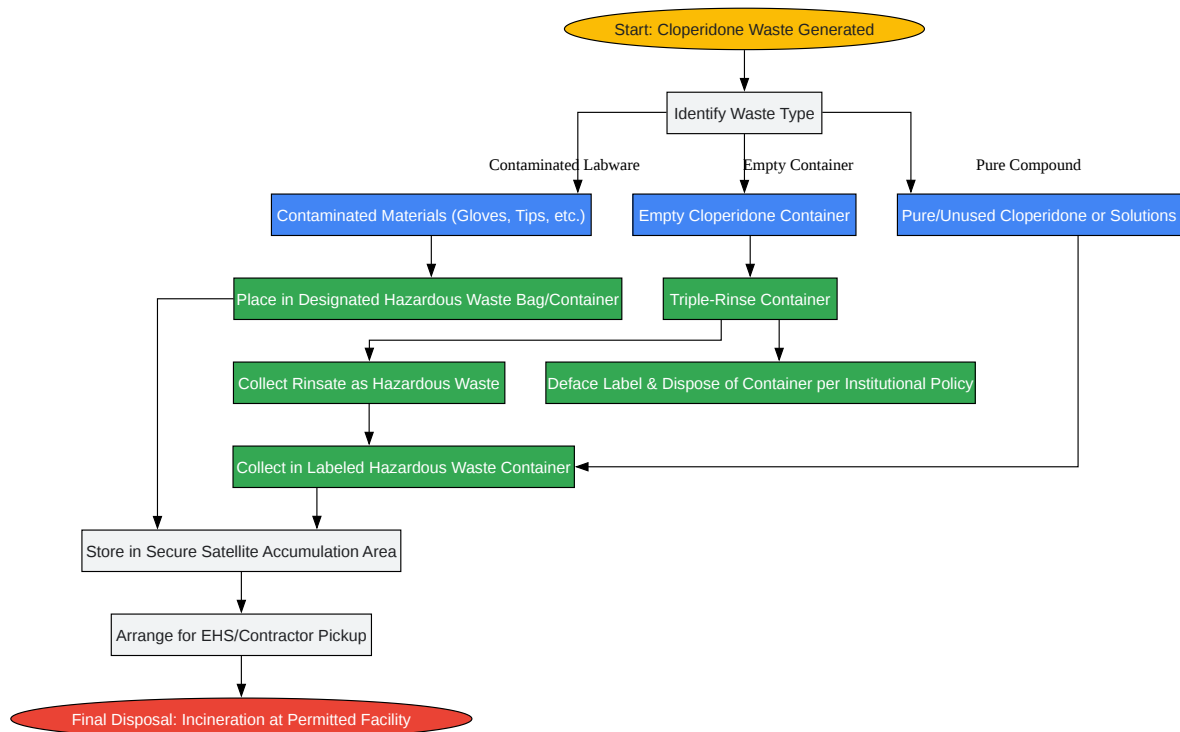 Start: Cloperidone Waste Generated
Identify Waste Type
Contaminated Labware
Empty Container
Pure Compound
Contaminated Materials (Gloves, Tips, etc.)
Empty Cloperidone Container
Pure/Unused Cloperidone or Solutions
Place in Designated Hazardous Waste Bag/Container
Triple-Rinse Container
Collect Rinsate as Hazardous Waste
Deface Label & Dispose of Container per Institutional Policy
Collect in Labeled Hazardous Waste Container
Store in Secure Satellite Accumulation Area
Arrange for EHS/Contractor Pickup
Final Disposal: Incineration at Permitted Facility